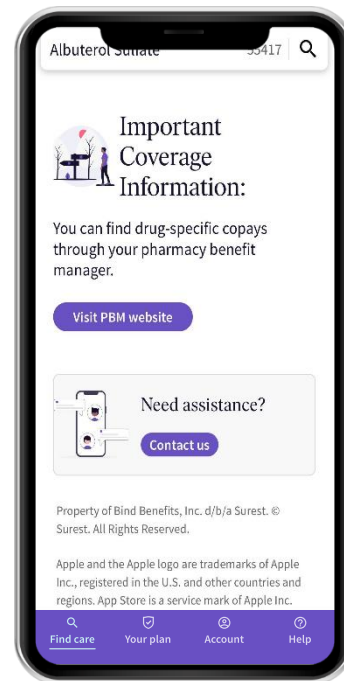 Albuterol Sulfate 55417
Important
Coverage
Information:
You can find drug-specific copays
through your pharmacy benefit
manager.
Visit PBM website
Need assistance?
Contact us
Property of Bind Benefits, Inc. d/b/a Surest. ©
Surest. All Rights Reserved.
Apple and the Apple logo are trademarks of Apple
Inc., registered in the U.S. and other countries and
regions. App Store is a service mark of Apple Inc.
Find care Your plan Account Help